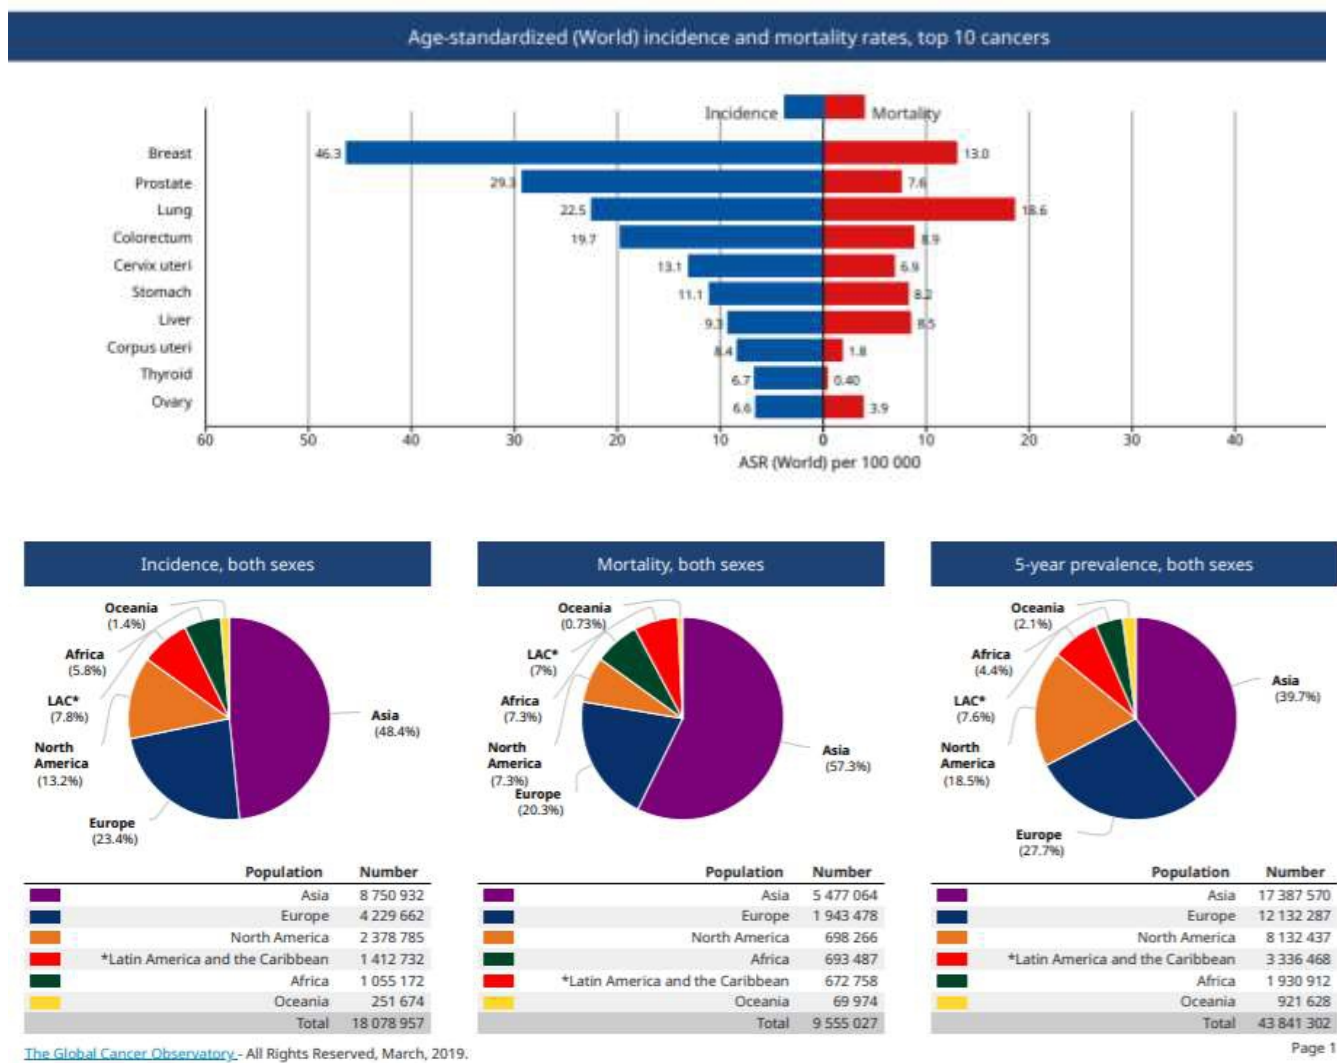 Age-standardized (World) incidence and mortality rates, top 10 cancers
Incidence Mortality
Breast 46.3 13.0
Prostate 29.3 7.6
Lung 22.5 18.6
Colorectum 19.7 8.9
Cervix uteri 13.1 6.9
Stomach 11.1 8.2
Liver 9.3 8.5
Corpus uteri 8.4 1.8
Thyroid 6.7 0.40
Ovary 6.6 3.9
60 50 40 30 20 10 0 10 20 30 40
ASR (World) per 100 000
Incidence, both sexes
Oceania
(1.4%)
Africa
(5.8%)
LAC*
(7.8%)
North
America
(13.2%)
Europe
(23.4%)
Asia
(48.4%)
Population Number
Asia 8 750 932
Europe 4 229 662
North America 2 378 785
*Latin America and the Caribbean 1 412 732
Africa 1 055 172
Oceania 251 674
Total 18 078 957
Mortality, both sexes
Oceania
(0.73%)
LAC*
(7%)
Africa
(7.3%)
North
America
(7.3%)
Europe
(20.3%)
Asia
(57.3%)
Population Number
Asia 5 477 064
Europe 1 943 478
North America 698 266
Africa 693 487
*Latin America and the Caribbean 672 758
Oceania 69 974
Total 9 555 027
5-year prevalence, both sexes
Oceania
(2.1%)
Africa
(4.4%)
LAC*
(7.6%)
North
America
(18.5%)
Europe
(27.7%)
Asia
(39.7%)
Population Number
Asia 17 387 570
Europe 12 132 287
North America 8 132 437
*Latin America and the Caribbean 3 336 468
Africa 1 930 912
Oceania 921 628
Total 43 841 302
The Global Cancer Observatory - All Rights Reserved, March, 2019.
Page 1